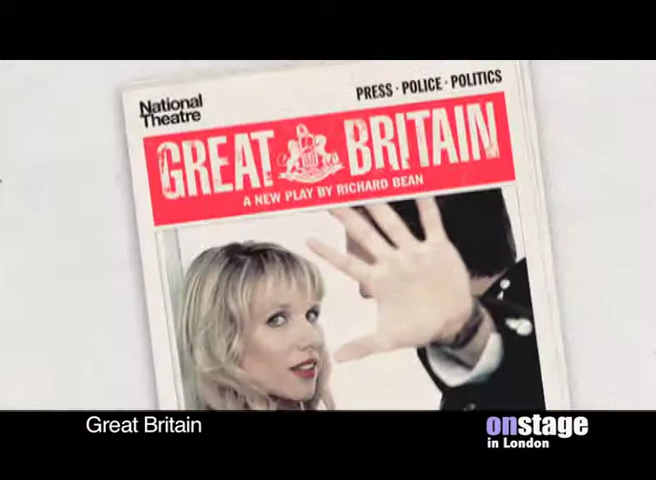 National
Theatre
PRESS · POLICE · POLITICS
GREAT BRITAIN
A NEW PLAY BY RICHARD BEAN
Great Britain
onstage
in London